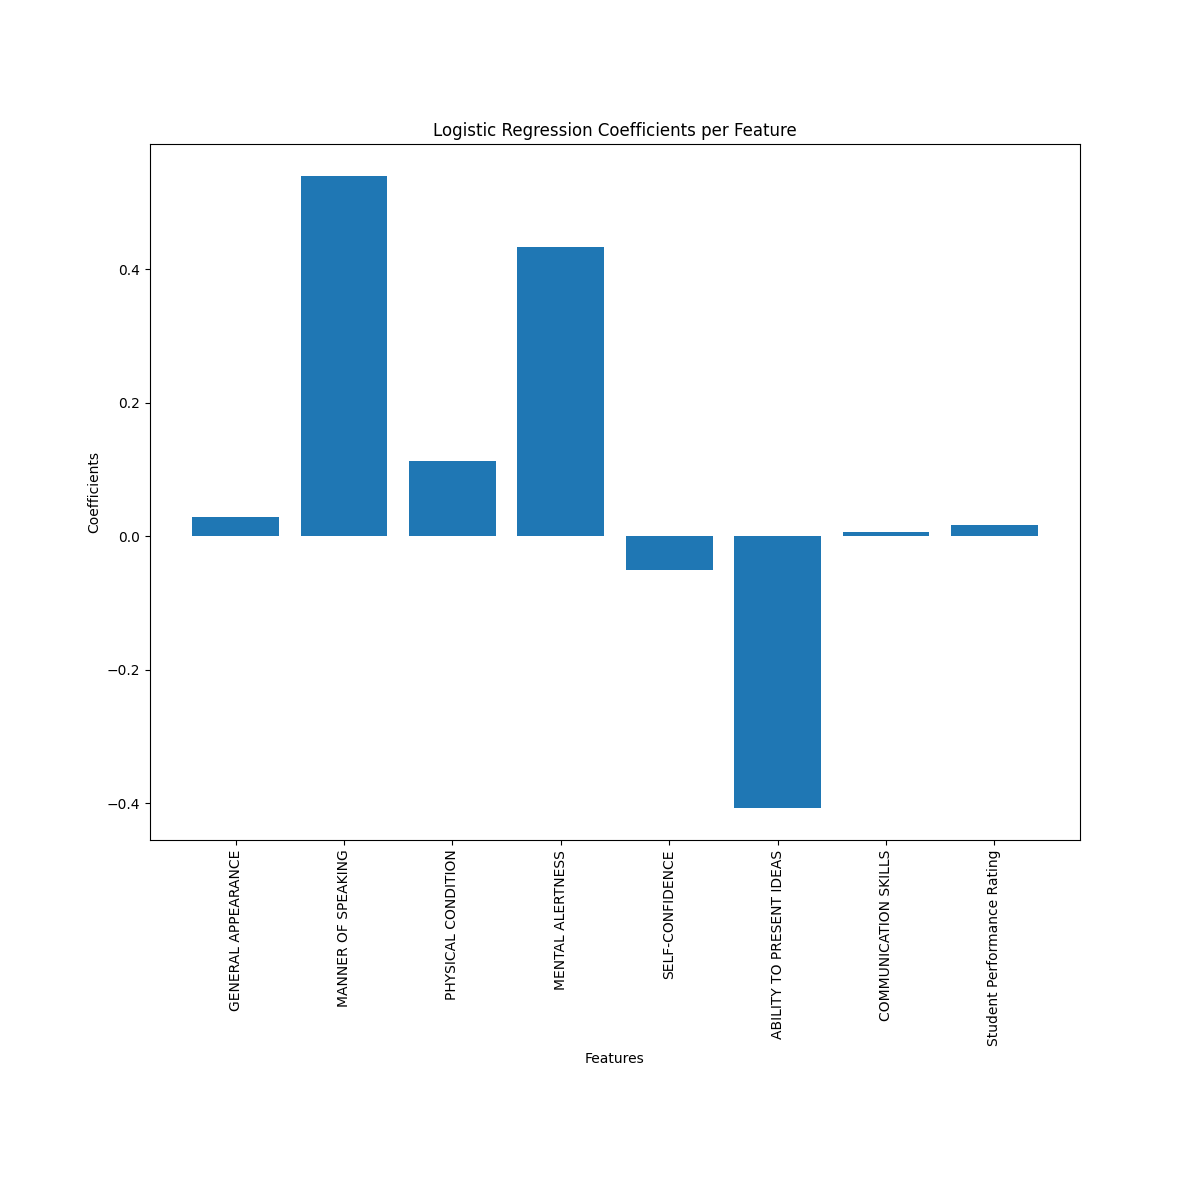 Logistic Regression Coefficients per Feature
Coefficients
0.4
0.2
0.0
−0.2
−0.4
GENERAL APPEARANCE
MANNER OF SPEAKING
PHYSICAL CONDITION
MENTAL ALERTNESS
SELF-CONFIDENCE
ABILITY TO PRESENT IDEAS
COMMUNICATION SKILLS
Student Performance Rating
Features